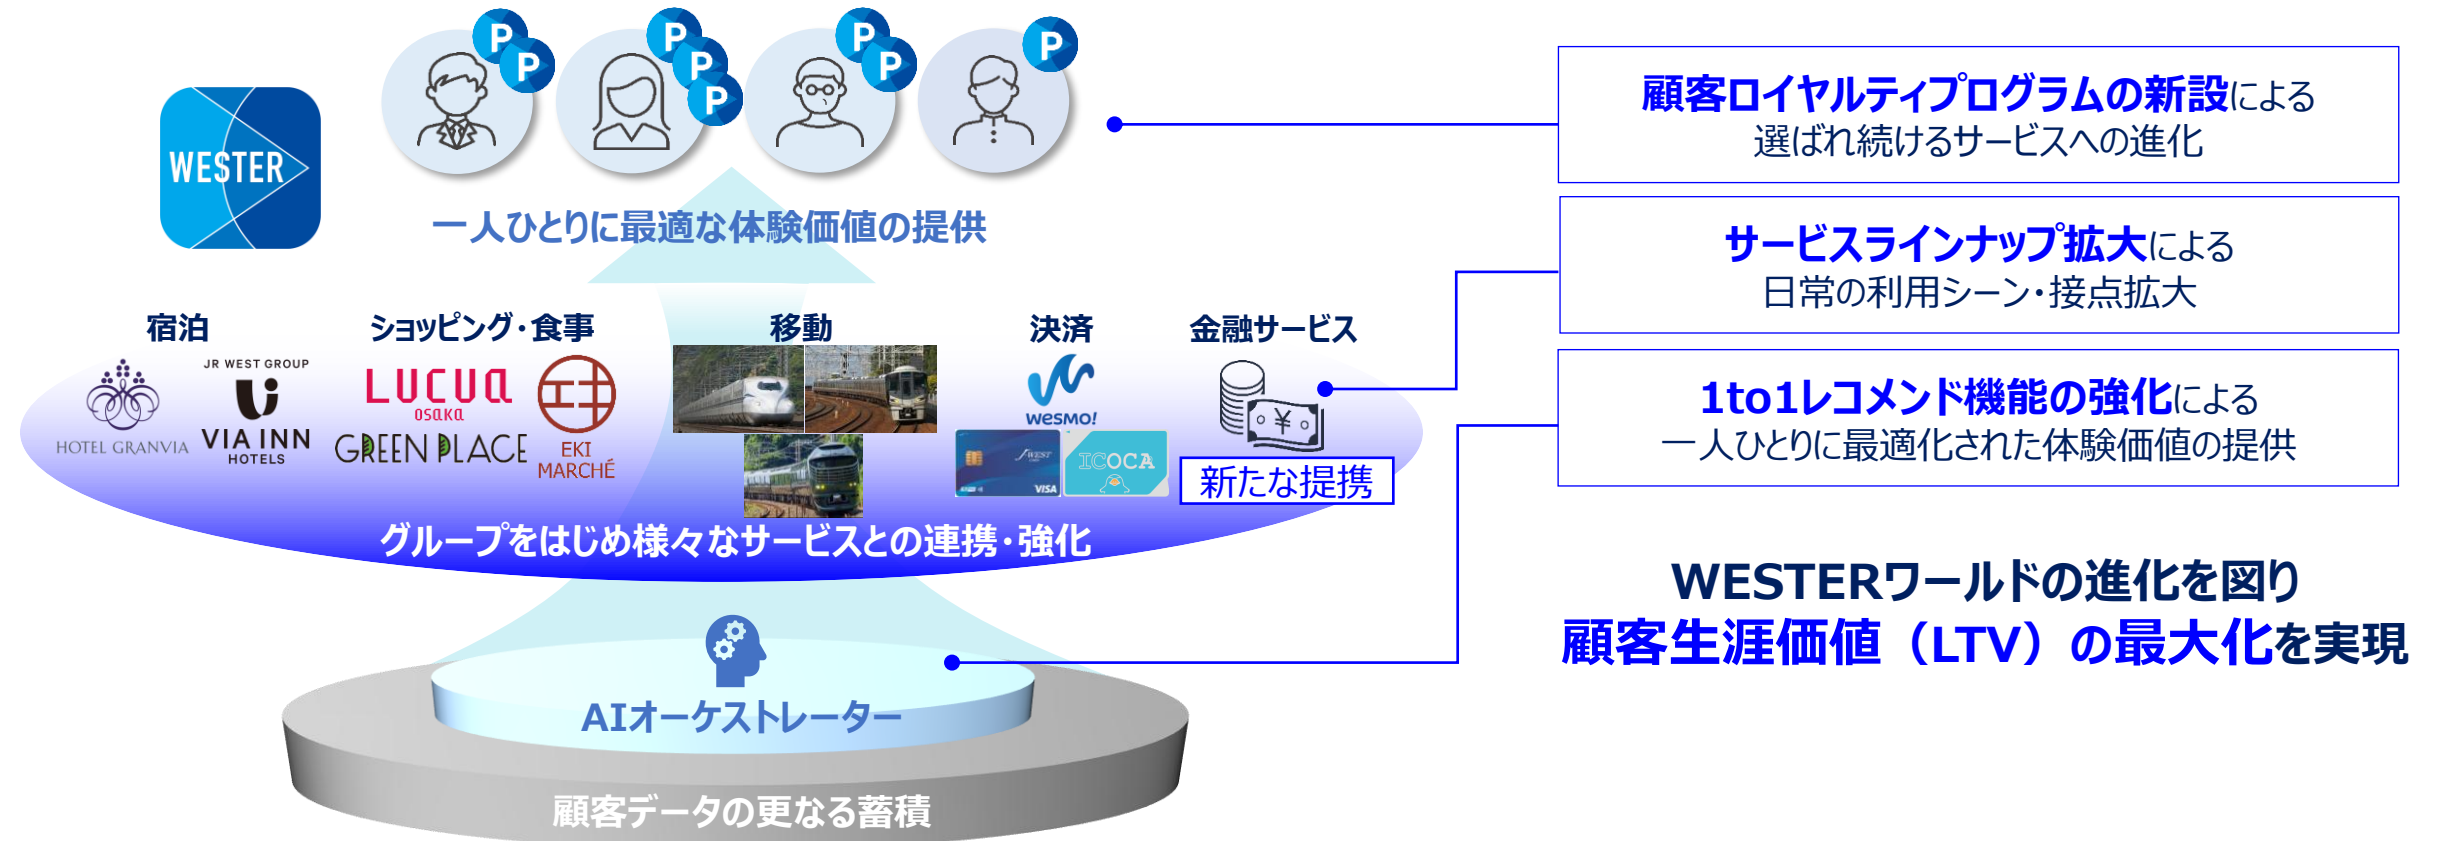 P
P
P
P
P
P
P
P
WESTER
一人ひとりに最適な体験価値の提供
宿泊
ショッピング・食事
移動
決済
金融サービス
HOTEL GRANVIA
JR WEST GROUP
VIA INN
HOTELS
LUCUA
osaka
GREEN PLACE
EKI
MARCHÉ
wesmo!
J-WEST
VISA
ICOCA
¥
新たな提携
グループをはじめ様々なサービスとの連携・強化
AIオーケストレーター
顧客データの更なる蓄積
顧客ロイヤルティプログラムの新設による
選ばれ続けるサービスへの進化
サービスラインナップ拡大による
日常の利用シーン・接点拡大
1to1レコメンド機能の強化による
一人ひとりに最適化された体験価値の提供
WESTERワールドの進化を図り
顧客生涯価値（LTV）の最大化を実現